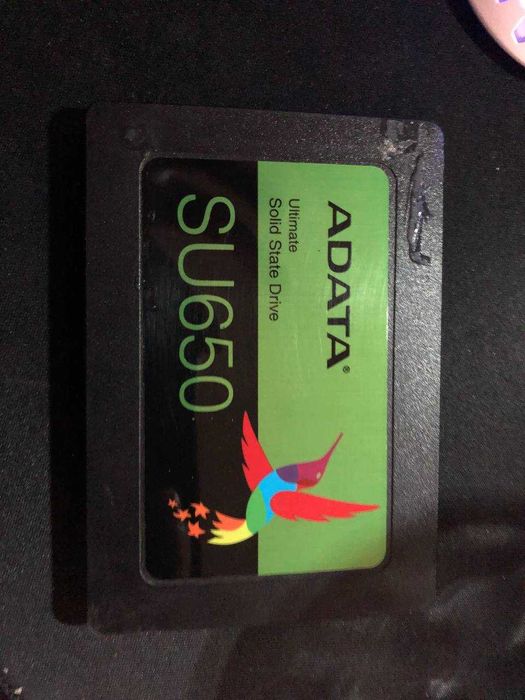 ADATA®
Ultimate
Solid State Drive
SU650